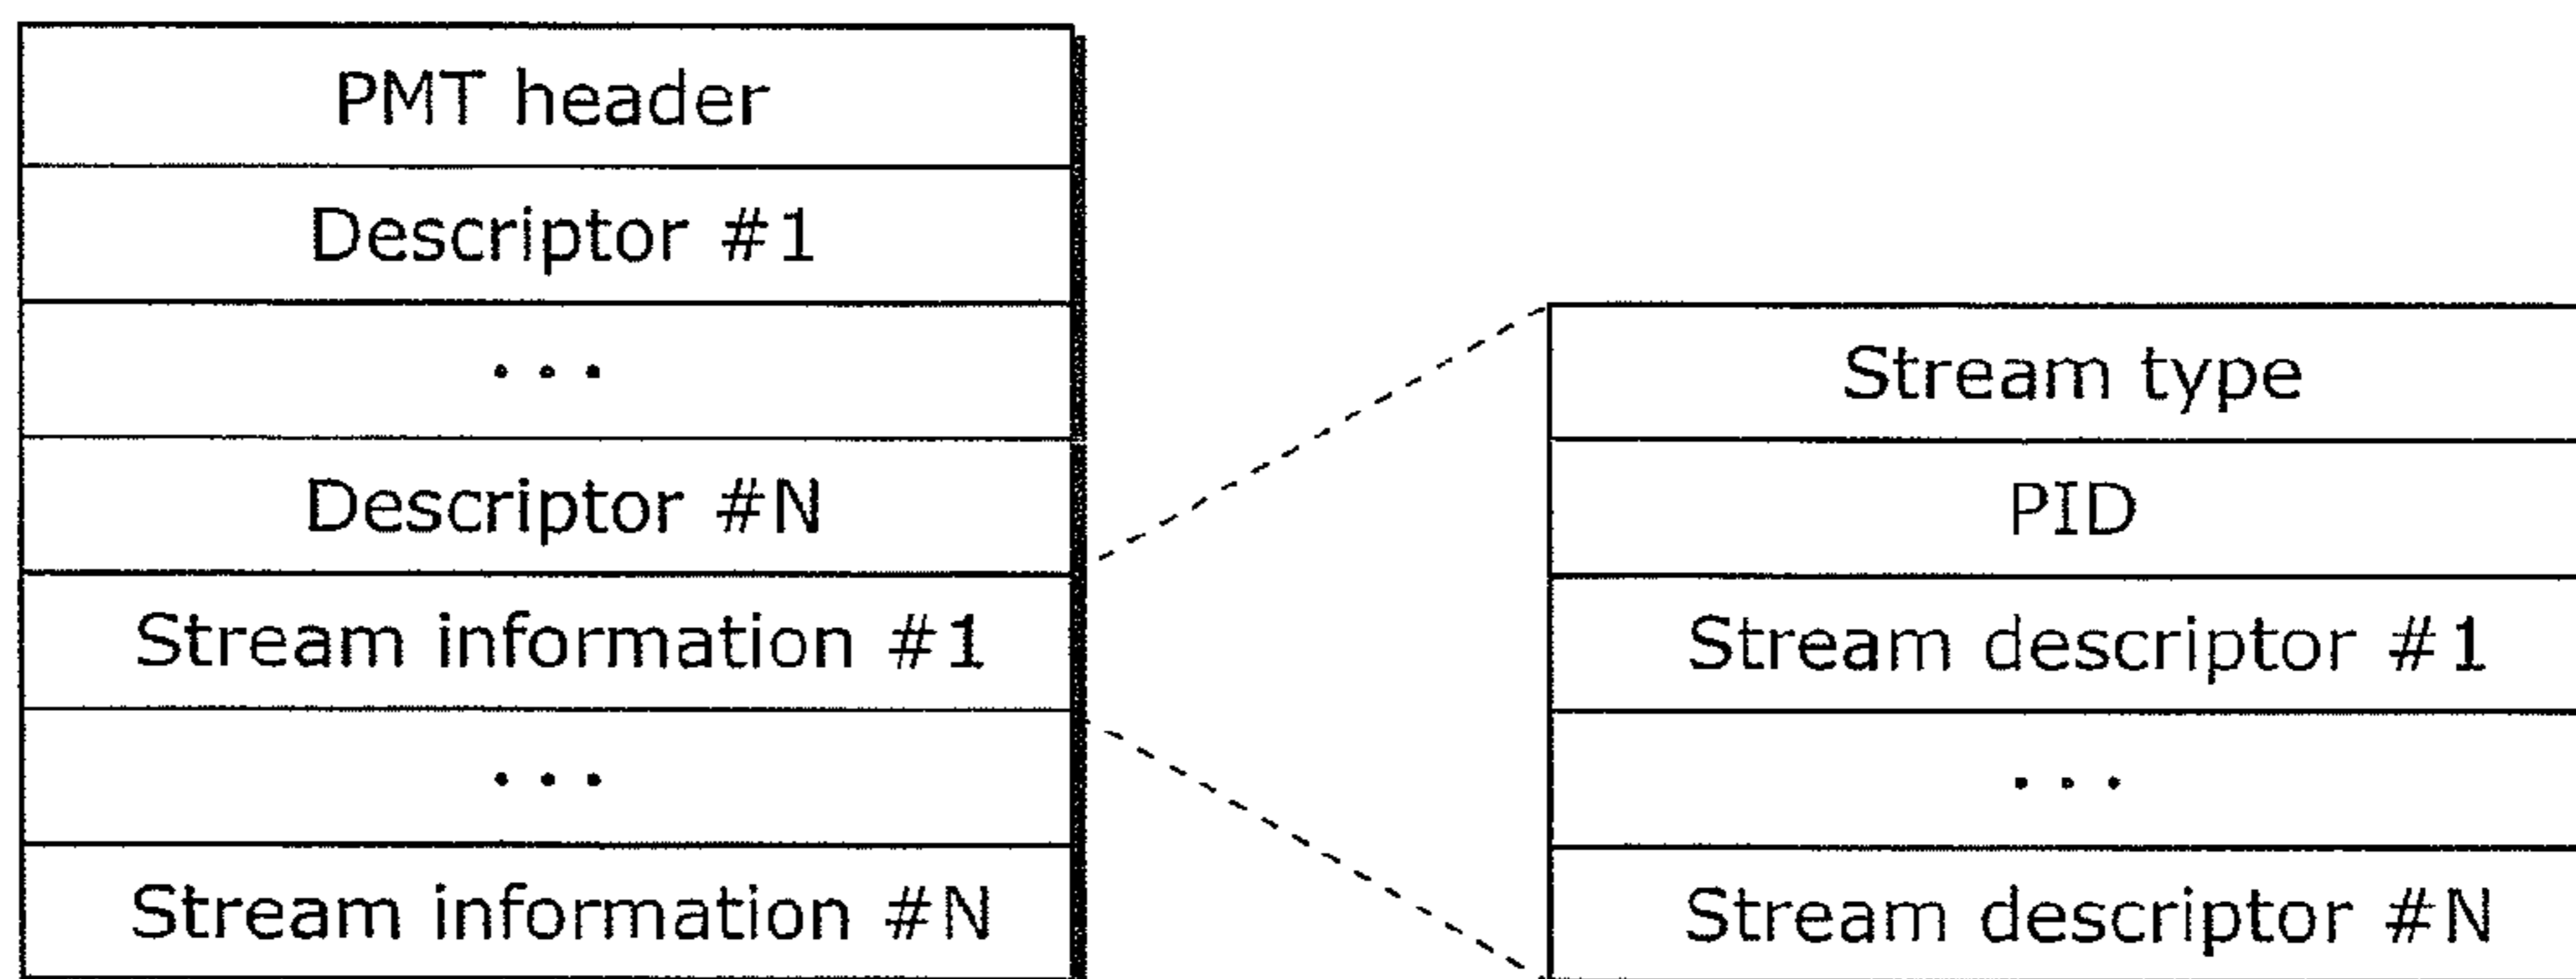 PMT header
Descriptor #1
...
Descriptor #N
Stream information #1
...
Stream information #N
Stream type
PID
Stream descriptor #1
...
Stream descriptor #N